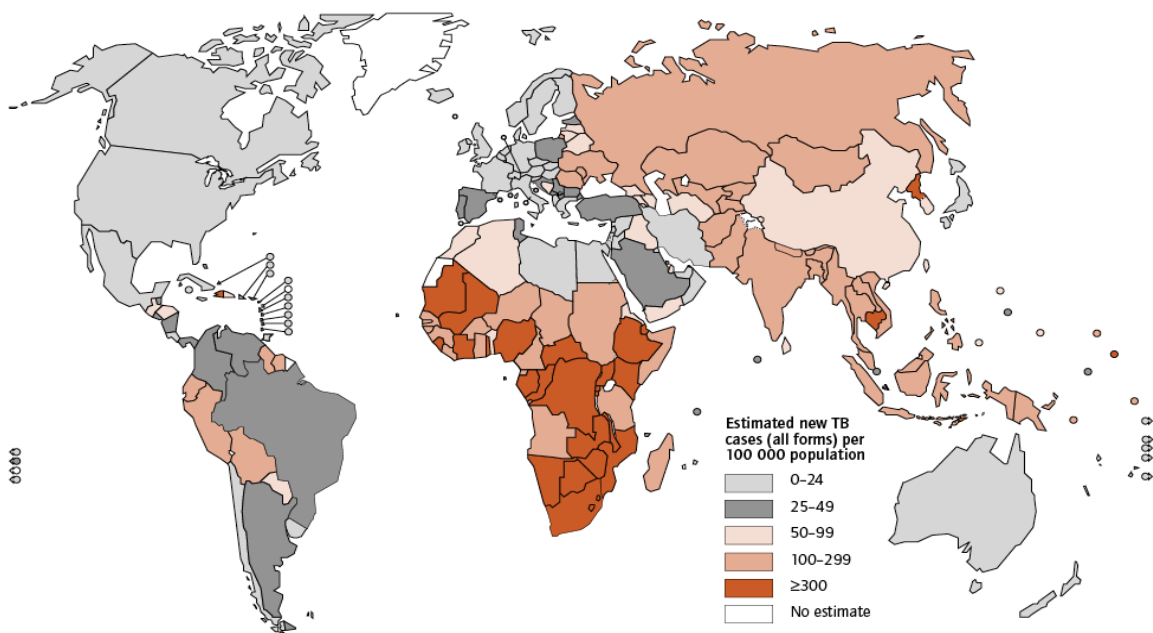 Estimated new TB
cases (all forms) per
100 000 population
0–24
25–49
50–99
100–299
≥300
No estimate